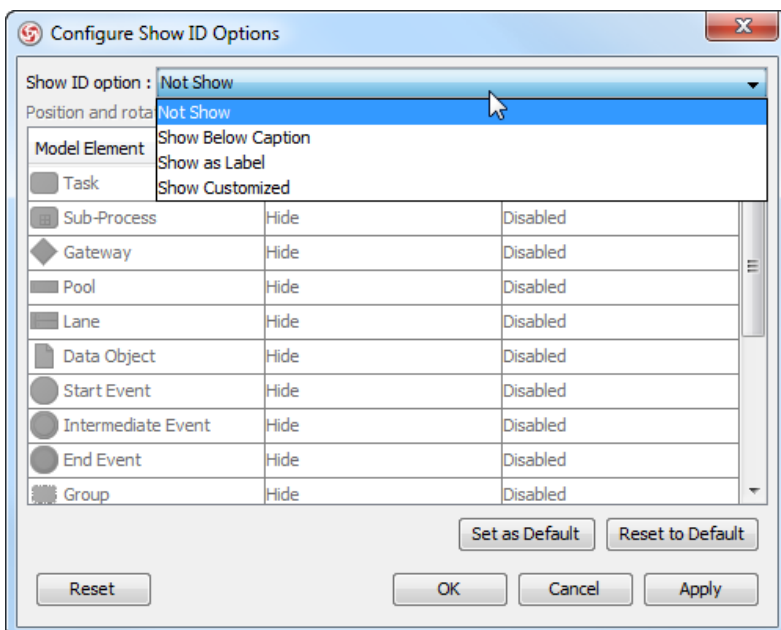 Configure Show ID Options
Show ID option : Not Show
Position and rota
Not Show
Show Below Caption
Show as Label
Show Customized
Model Element
Task
Sub-Process Hide Disabled
Gateway Hide Disabled
Pool Hide Disabled
Lane Hide Disabled
Data Object Hide Disabled
Start Event Hide Disabled
Intermediate Event Hide Disabled
End Event Hide Disabled
Group Hide Disabled
Set as Default Reset to Default
Reset OK Cancel Apply